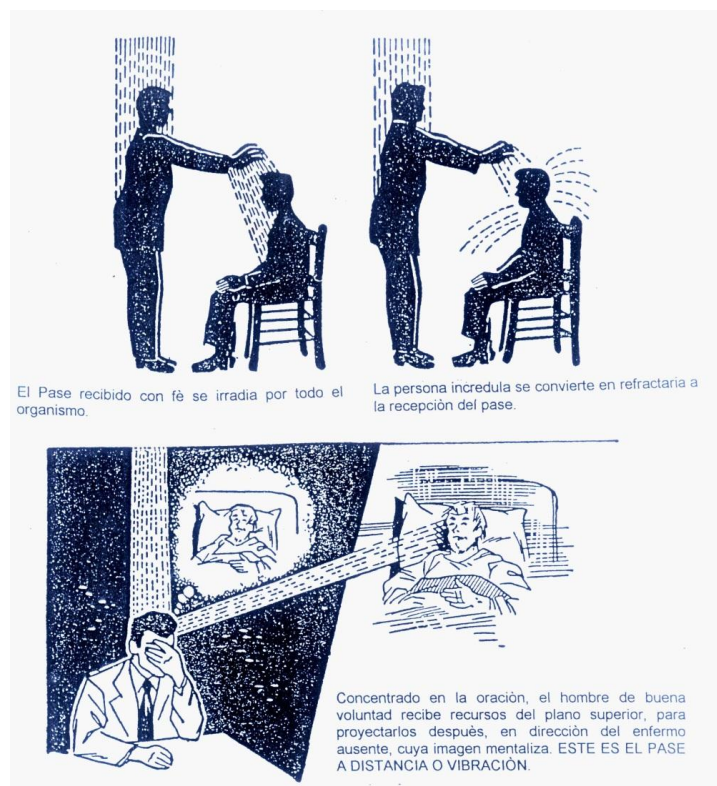 El Pase recibido con fè se irradia por todo el
organismo.
La persona incredula se convierte en refractaria a
la recepciòn del pase.
Concentrado en la oraciòn, el hombre de buena
voluntad recibe recursos del plano superior, para
proyectarlos despuès, en direcciòn del enfermo
ausente, cuya imagen mentaliza. ESTE ES EL PASE
A DISTANCIA O VIBRACIÒN.